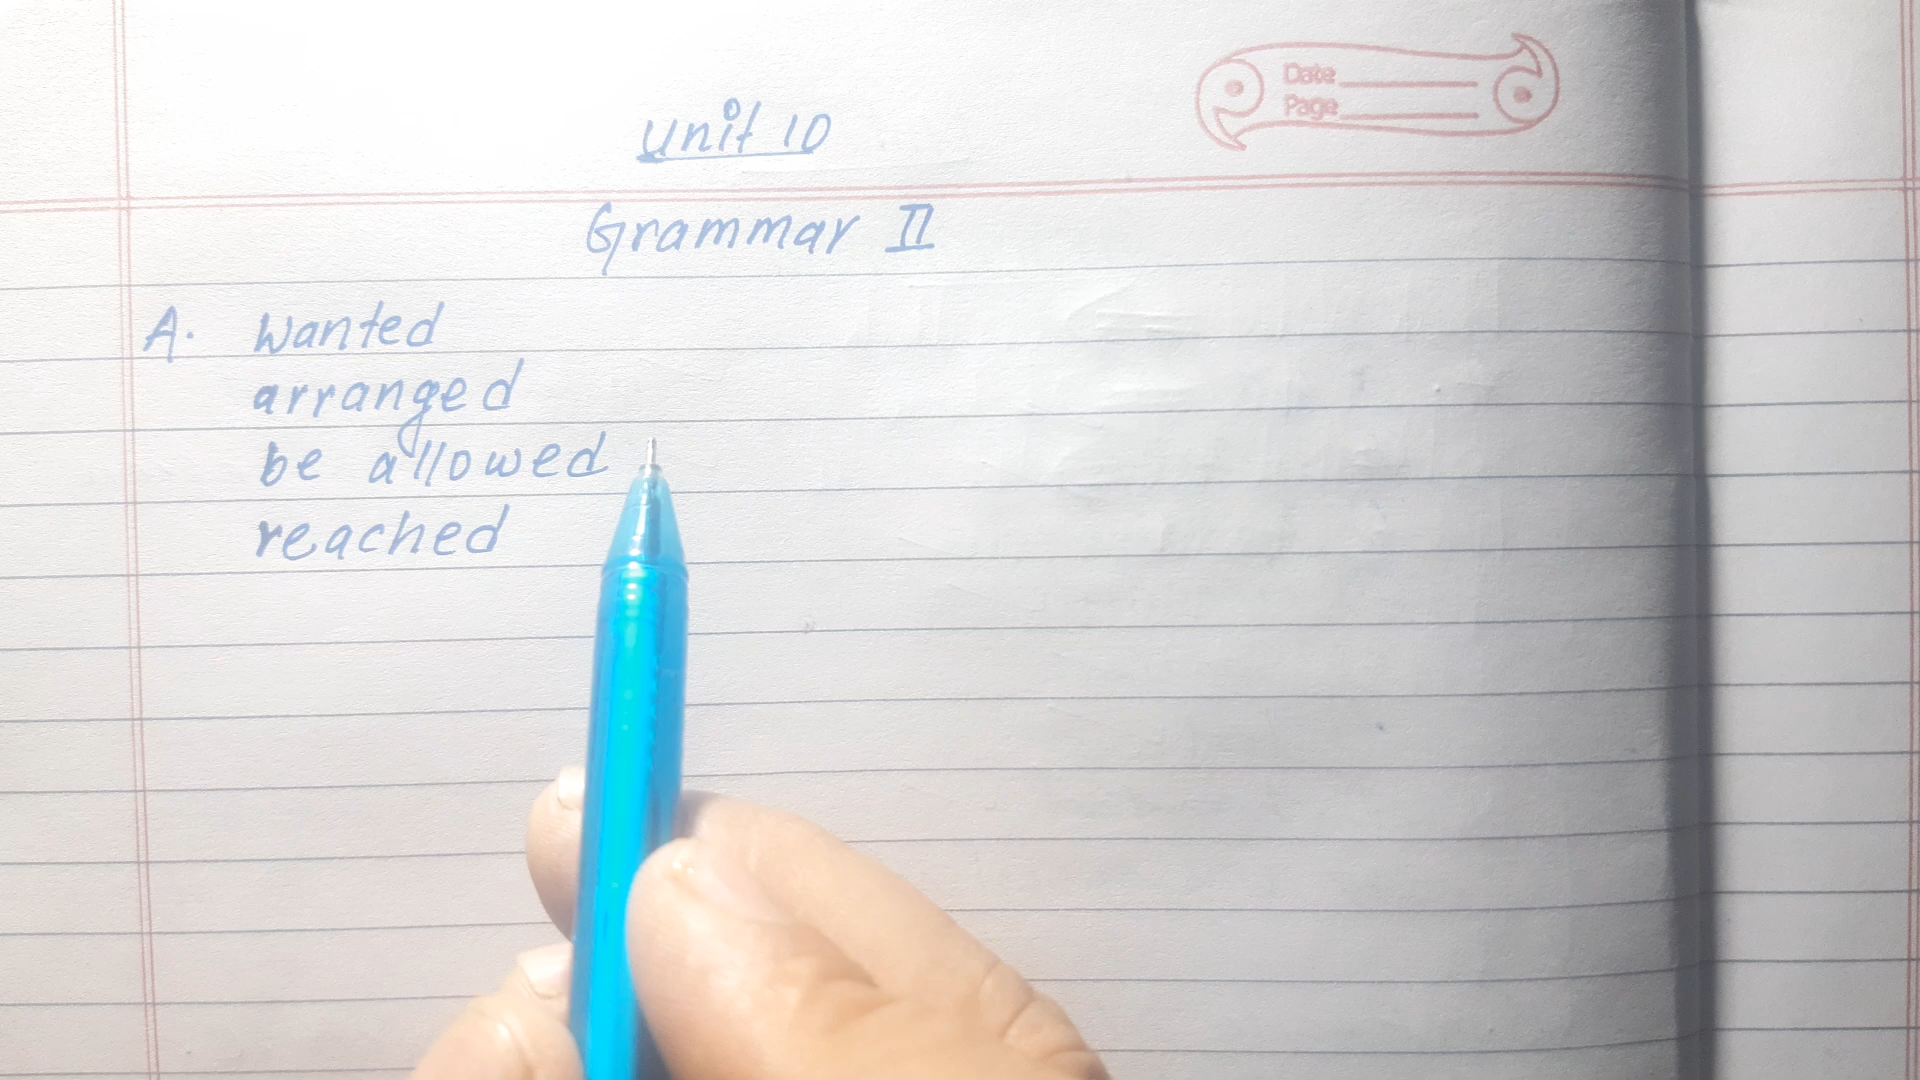 Date
Page
Unit 10
Grammar II
A. Wanted
arranged
be allowed
reached